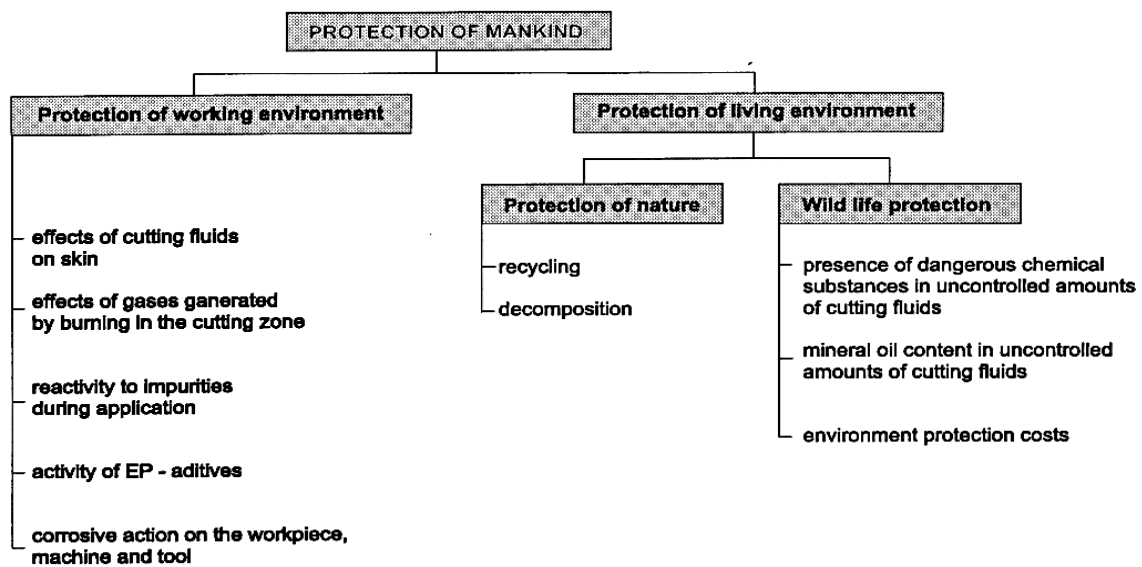 PROTECTION OF MANKIND
Protection of working environment
Protection of living environment
Protection of nature
Wild life protection
effects of cutting fluids
on skin
effects of gases ganerated
by burning in the cutting zone
reactivity to impurities
during application
activity of EP - aditives
corrosive action on the workpiece,
machine and tool
recycling
decomposition
presence of dangerous chemical
substances in uncontrolled amounts
of cutting fluids
mineral oil content in uncontrolled
amounts of cutting fluids
environment protection costs